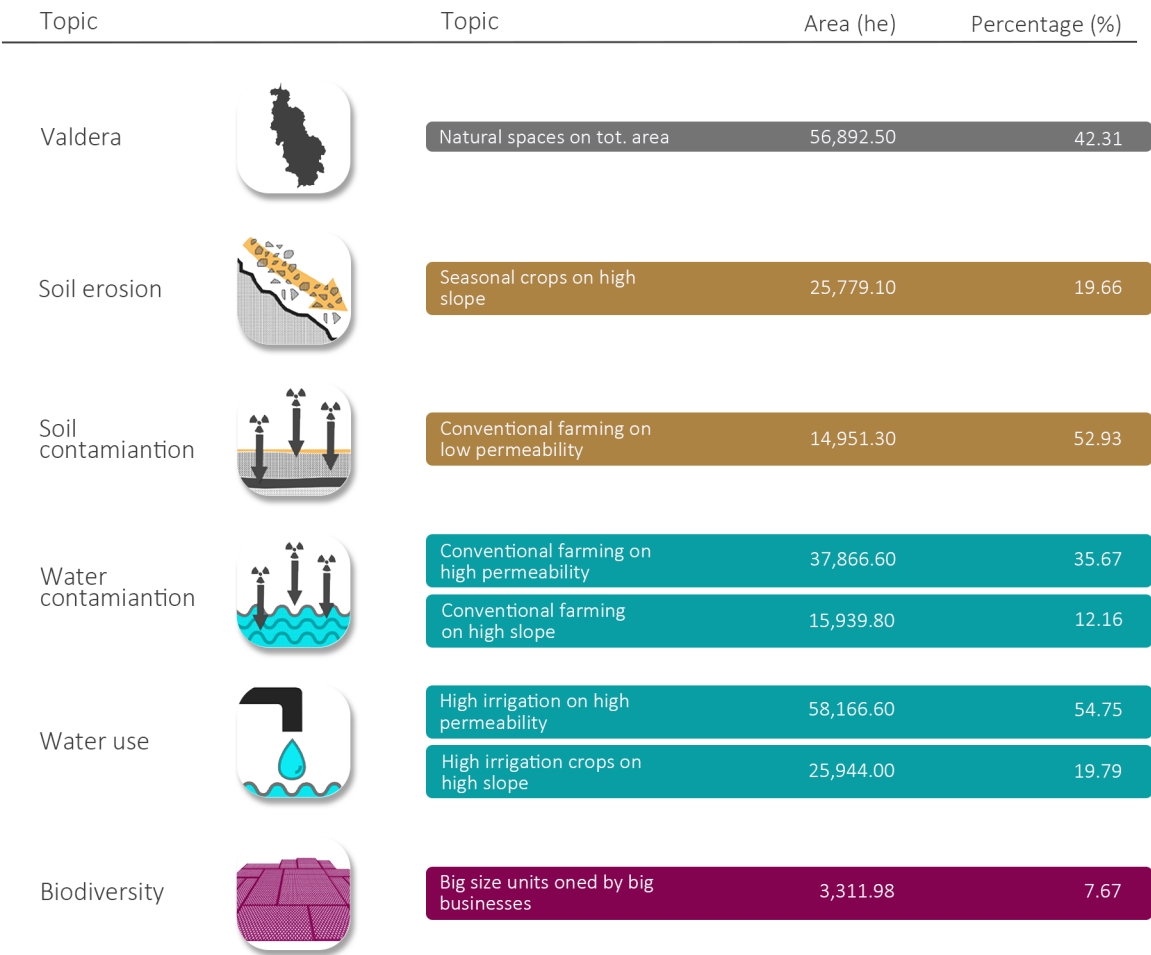 Topic Topic Area (he) Percentage (%)
Valdera Natural spaces on tot. area 56,892.50 42.31
Soil erosion Seasonal crops on high
slope 25,779.10 19.66
Soil
contamiantion Conventional farming on
low permeability 14,951.30 52.93
Water
contamiantion Conventional farming on
high permeability 37,866.60 35.67
Conventional farming
on high slope 15,939.80 12.16
Water use High irrigation on high
permeability 58,166.60 54.75
High irrigation crops on
high slope 25,944.00 19.79
Biodiversity Big size units oned by big
businesses 3,311.98 7.67